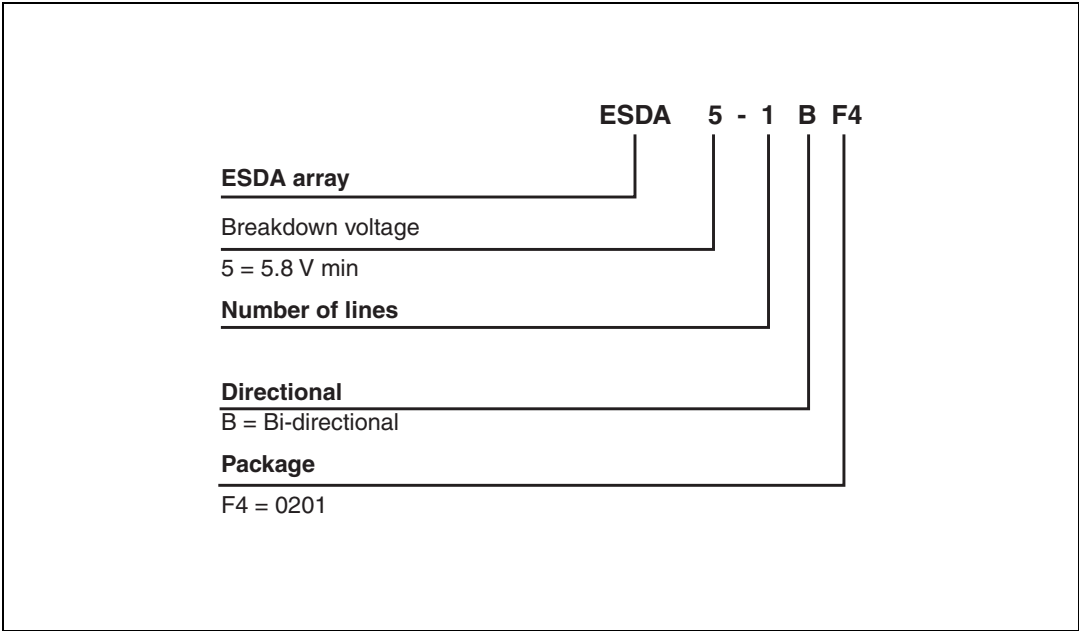 ESDA 5 - 1 B F4
ESDA array
Breakdown voltage
5 = 5.8 V min
Number of lines
Directional
B = Bi-directional
Package
F4 = 0201